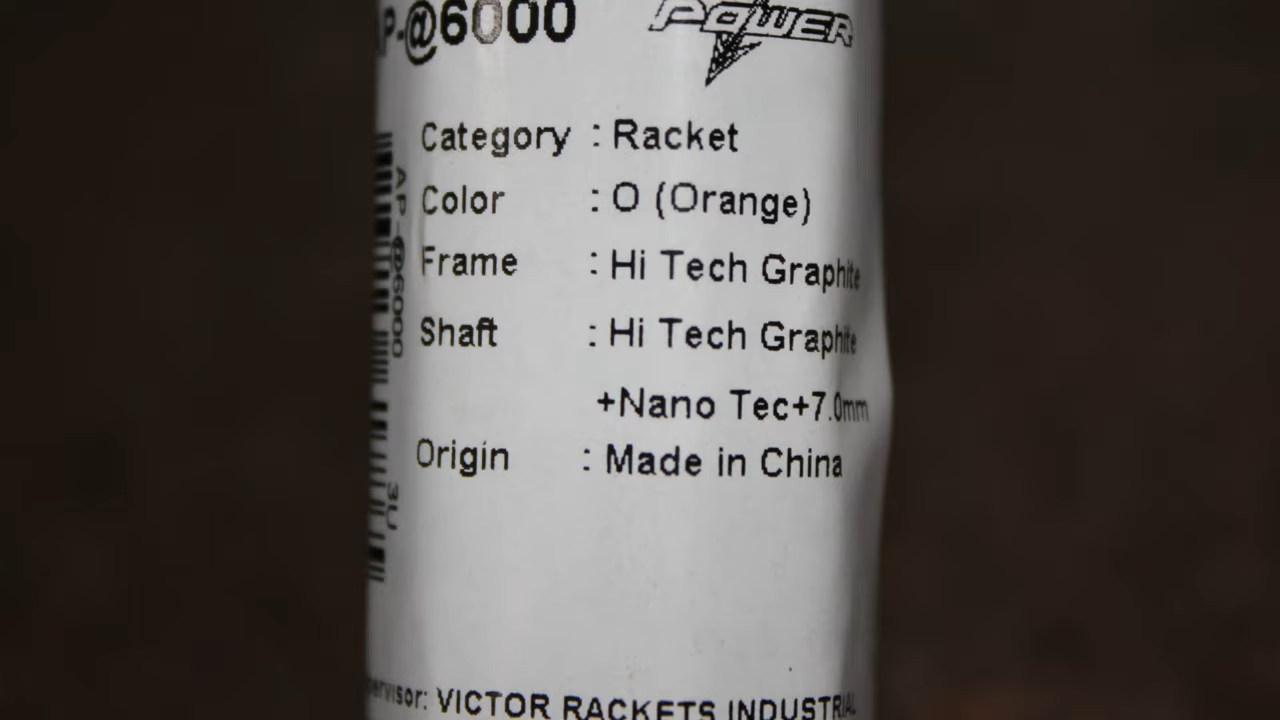 P-@6000
POWER
Category : Racket
Color : O (Orange)
Frame : Hi Tech Graphite
Shaft : Hi Tech Graphite
+Nano Tec+7.0mm
Origin : Made in China
AP-@6000
3U
ervisor: VICTOR RACKETS INDUSTRIAL